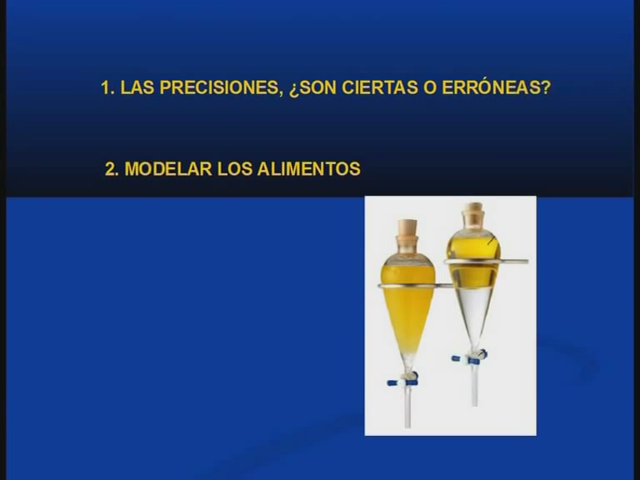 1. LAS PRECISIONES, ¿SON CIERTAS O ERRÓNEAS?
2. MODELAR LOS ALIMENTOS